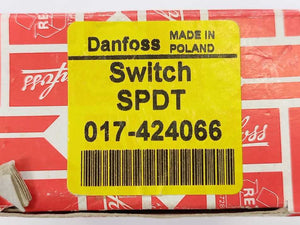 Danfoss
MADE IN
POLAND
Switch
SPDT
017-424066